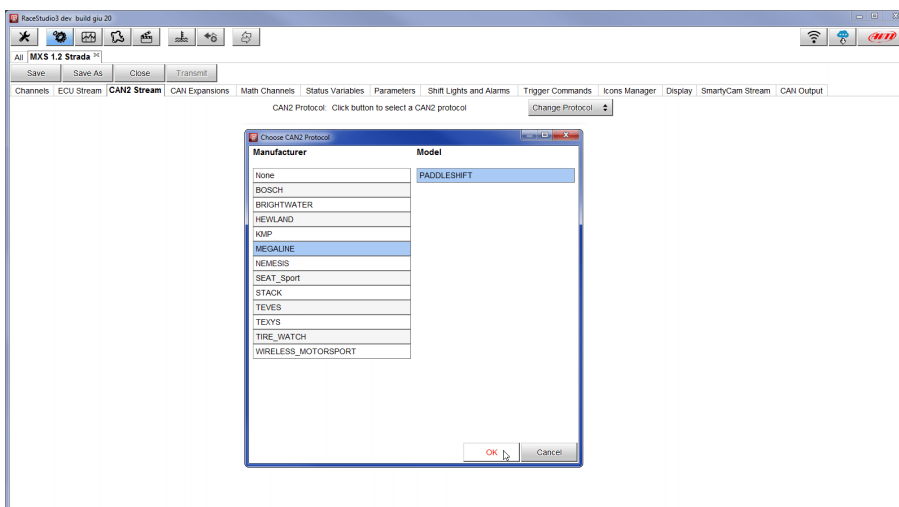 RaceStudio3 dev build giu 20
All MXS 1.2 Strada
Save Save As Close Transmit
Channels ECU Stream CAN2 Stream CAN Expansions Math Channels Status Variables Parameters Shift Lights and Alarms Trigger Commands Icons Manager Display SmartyCam Stream CAN Output
CAN2 Protocol: Click button to select a CAN2 protocol Change Protocol
Choose CAN2 Protocol
Manufacturer Model
None PADDLESHIFT
BOSCH
BRIGHTWATER
HEWLAND
KMP
MEGALINE
NEMESIS
SEAT_Sport
STACK
TEVES
TEXYS
TIRE_WATCH
WIRELESS_MOTORSPORT
OK Cancel